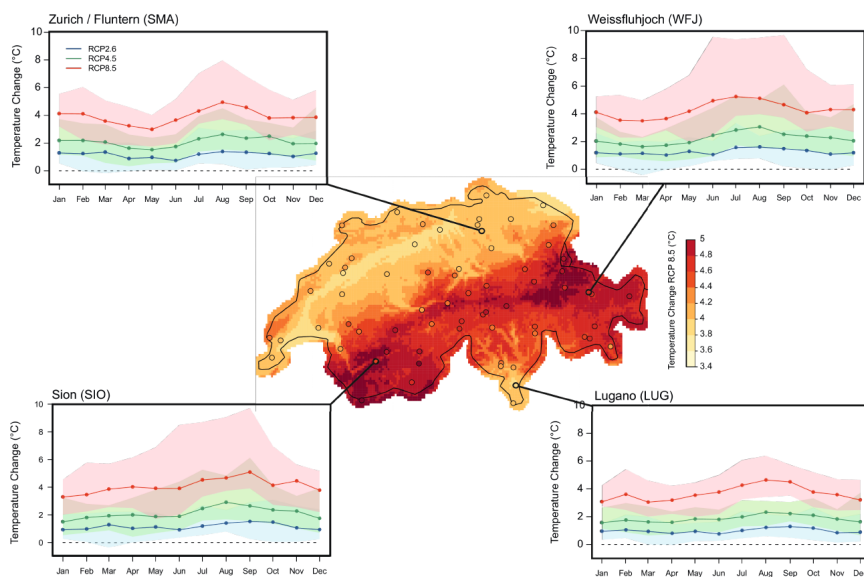 Zurich / Fluntern (SMA)
Temperature Change (°C)
10
8
6
4
2
0
RCP2.6
RCP4.5
RCP8.5
Jan Feb Mar Apr May Jun Jul Aug Sep Oct Nov Dec
Weissfluhjoch (WFJ)
Temperature Change (°C)
10
8
6
4
2
0
Jan Feb Mar Apr May Jun Jul Aug Sep Oct Nov Dec
Temperature Change RCP 8.5 (°C)
5
4.8
4.6
4.4
4.2
4
3.8
3.6
3.4
Sion (SIO)
Temperature Change (°C)
10
8
6
4
2
0
Jan Feb Mar Apr May Jun Jul Aug Sep Oct Nov Dec
Lugano (LUG)
Temperature Change (°C)
10
8
6
4
2
0
Jan Feb Mar Apr May Jun Jul Aug Sep Oct Nov Dec